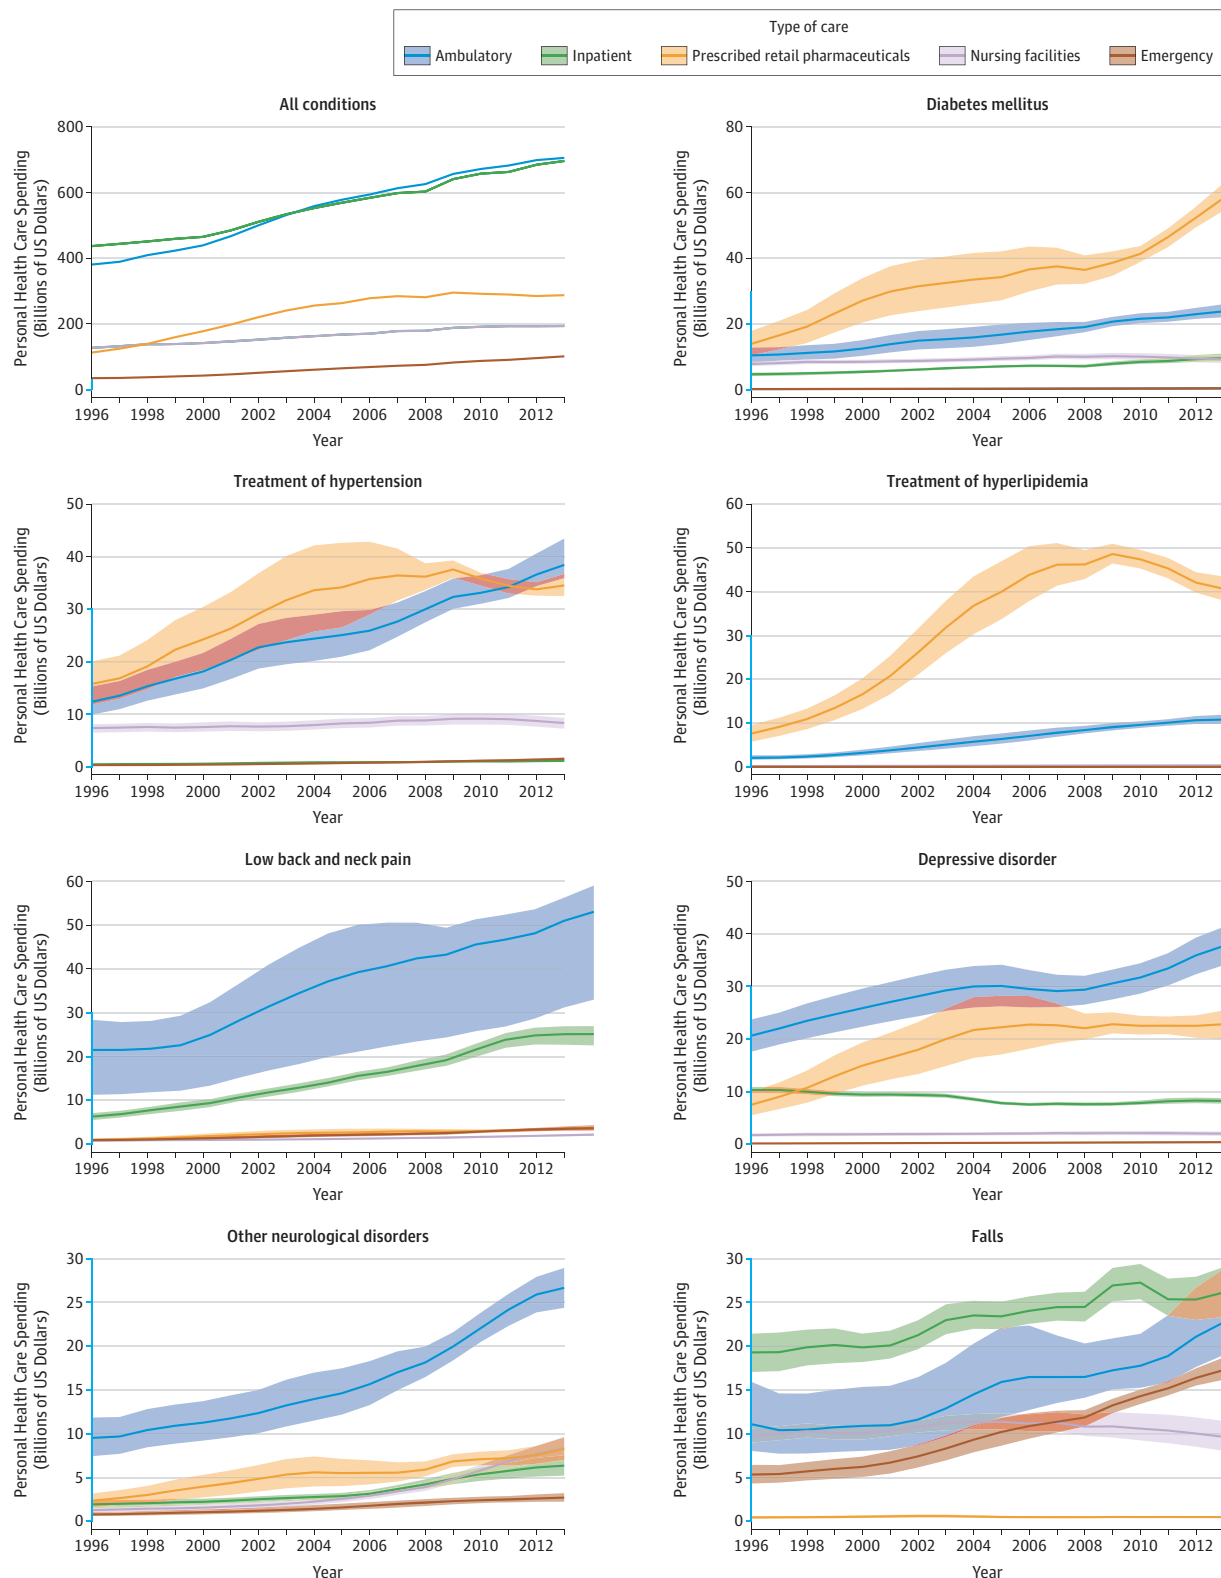 Type of care
Ambulatory Inpatient Prescribed retail pharmaceuticals Nursing facilities Emergency
All conditions
Personal Health Care Spending
(Billions of US Dollars)
800
600
400
200
0
1996 1998 2000 2002 2004 2006 2008 2010 2012
Year
Diabetes mellitus
Personal Health Care Spending
(Billions of US Dollars)
80
60
40
20
0
1996 1998 2000 2002 2004 2006 2008 2010 2012
Year
Treatment of hypertension
Personal Health Care Spending
(Billions of US Dollars)
50
40
30
20
10
0
1996 1998 2000 2002 2004 2006 2008 2010 2012
Year
Treatment of hyperlipidemia
Personal Health Care Spending
(Billions of US Dollars)
60
50
40
30
20
10
0
1996 1998 2000 2002 2004 2006 2008 2010 2012
Year
Low back and neck pain
Personal Health Care Spending
(Billions of US Dollars)
60
50
40
30
20
10
0
1996 1998 2000 2002 2004 2006 2008 2010 2012
Year
Depressive disorder
Personal Health Care Spending
(Billions of US Dollars)
50
40
30
20
10
0
1996 1998 2000 2002 2004 2006 2008 2010 2012
Year
Other neurological disorders
Personal Health Care Spending
(Billions of US Dollars)
30
25
20
15
10
5
0
1996 1998 2000 2002 2004 2006 2008 2010 2012
Year
Falls
Personal Health Care Spending
(Billions of US Dollars)
30
25
20
15
10
5
0
1996 1998 2000 2002 2004 2006 2008 2010 2012
Year